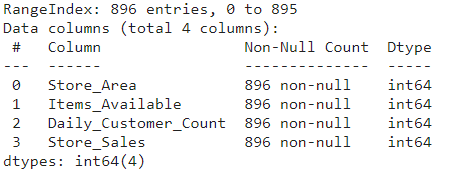 RangeIndex: 896 entries, 0 to 895
Data columns (total 4 columns):
 #   Column                Non-Null Count  Dtype
---  ------                --------------  -----
 0   Store_Area            896 non-null    int64
 1   Items_Available       896 non-null    int64
 2   Daily_Customer_Count  896 non-null    int64
 3   Store_Sales           896 non-null    int64
dtypes: int64(4)